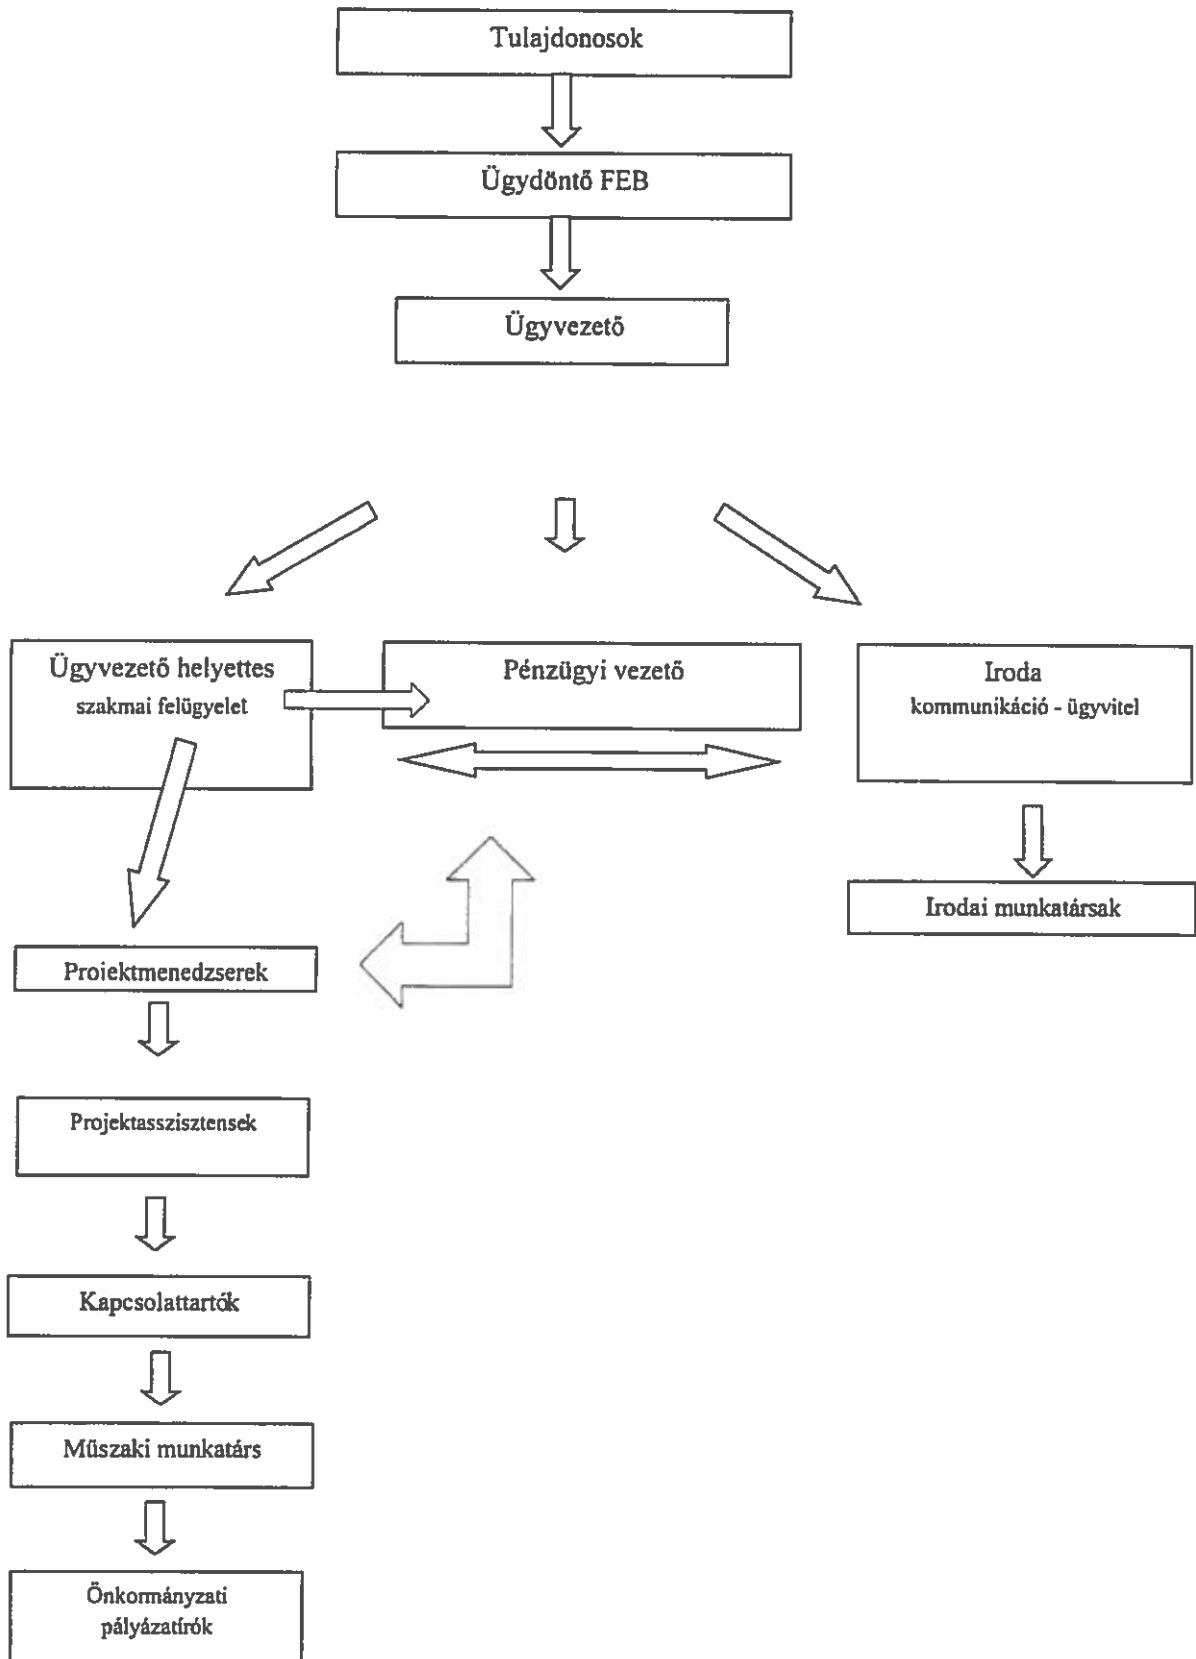 Tulajdonosok
Ügydöntő FEB
Ügyvezető
Ügyvezető helyettes
szakmai felügyelet
Pénzügyi vezető
Iroda
kommunikáció - ügyvitel
Irodai munkatársak
Proiektmenedzserek
Projektasszisztensek
Kapcsolattartók
Műszaki munkatárs
Önkormányzati
pályázatírók